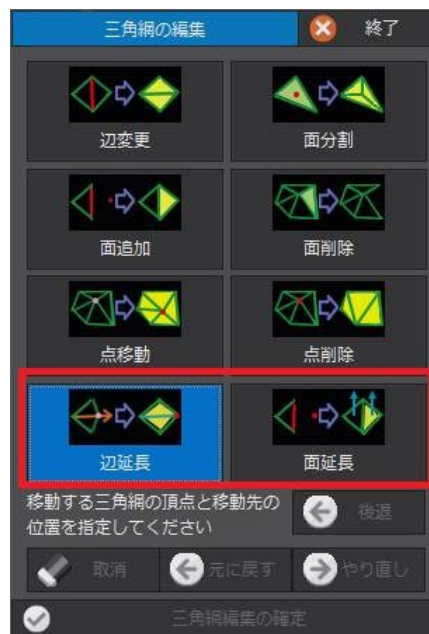 三角網の編集
終了
辺変更
面分割
面追加
面削除
点移動
点削除
辺延長
面延長
移動する三角網の頂点と移動先の
位置を指定してください
後退
取消
元に戻す
やり直し
三角網編集の確定